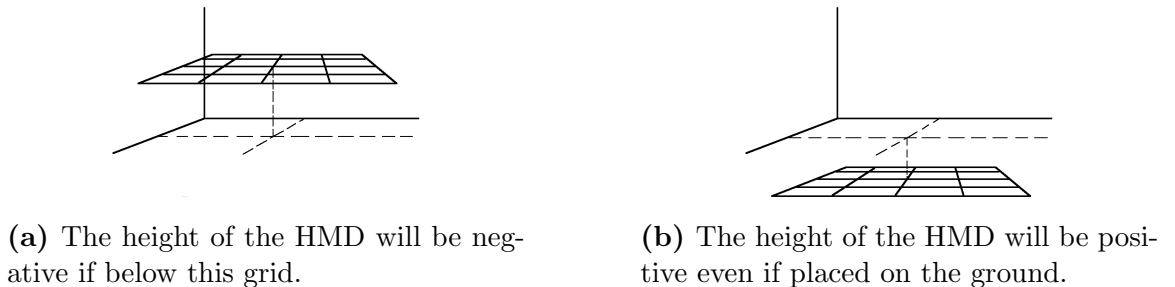 (a) The height of the HMD will be neg-
ative if below this grid.
(b) The height of the HMD will be posi-
tive even if placed on the ground.